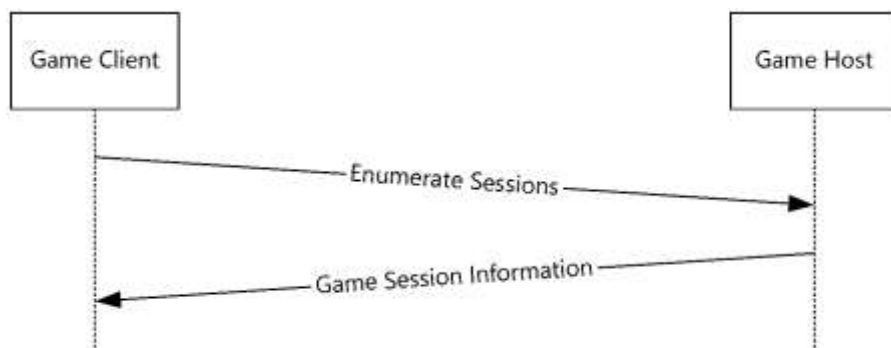 Game Client
Game Host
Enumerate Sessions
Game Session Information